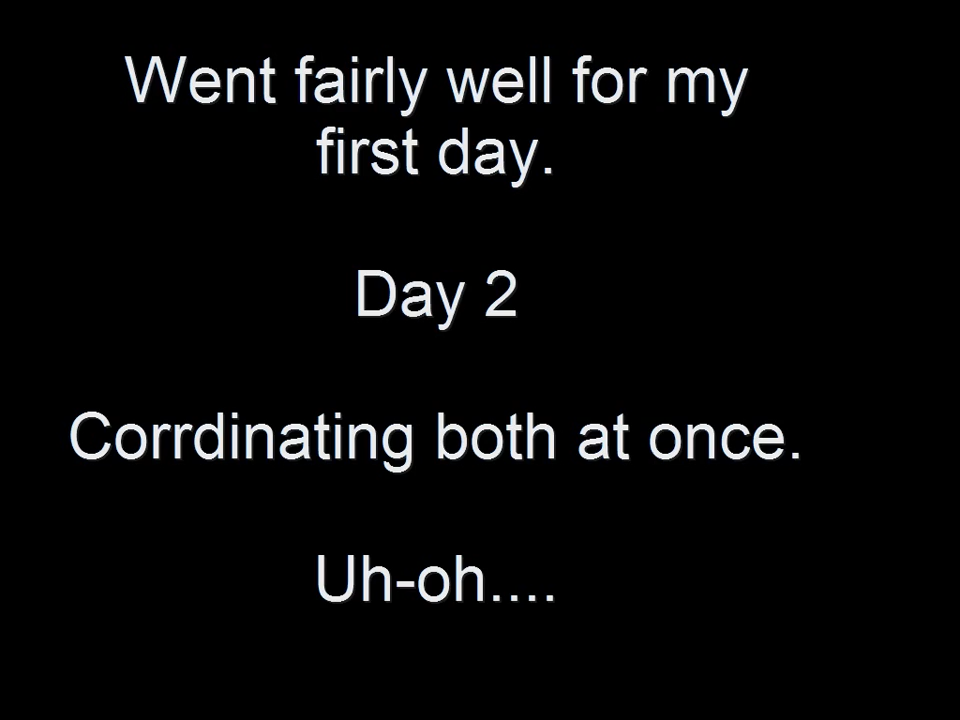 Went fairly well for my
first day.
Day 2
Corrdinating both at once.
Uh-oh....